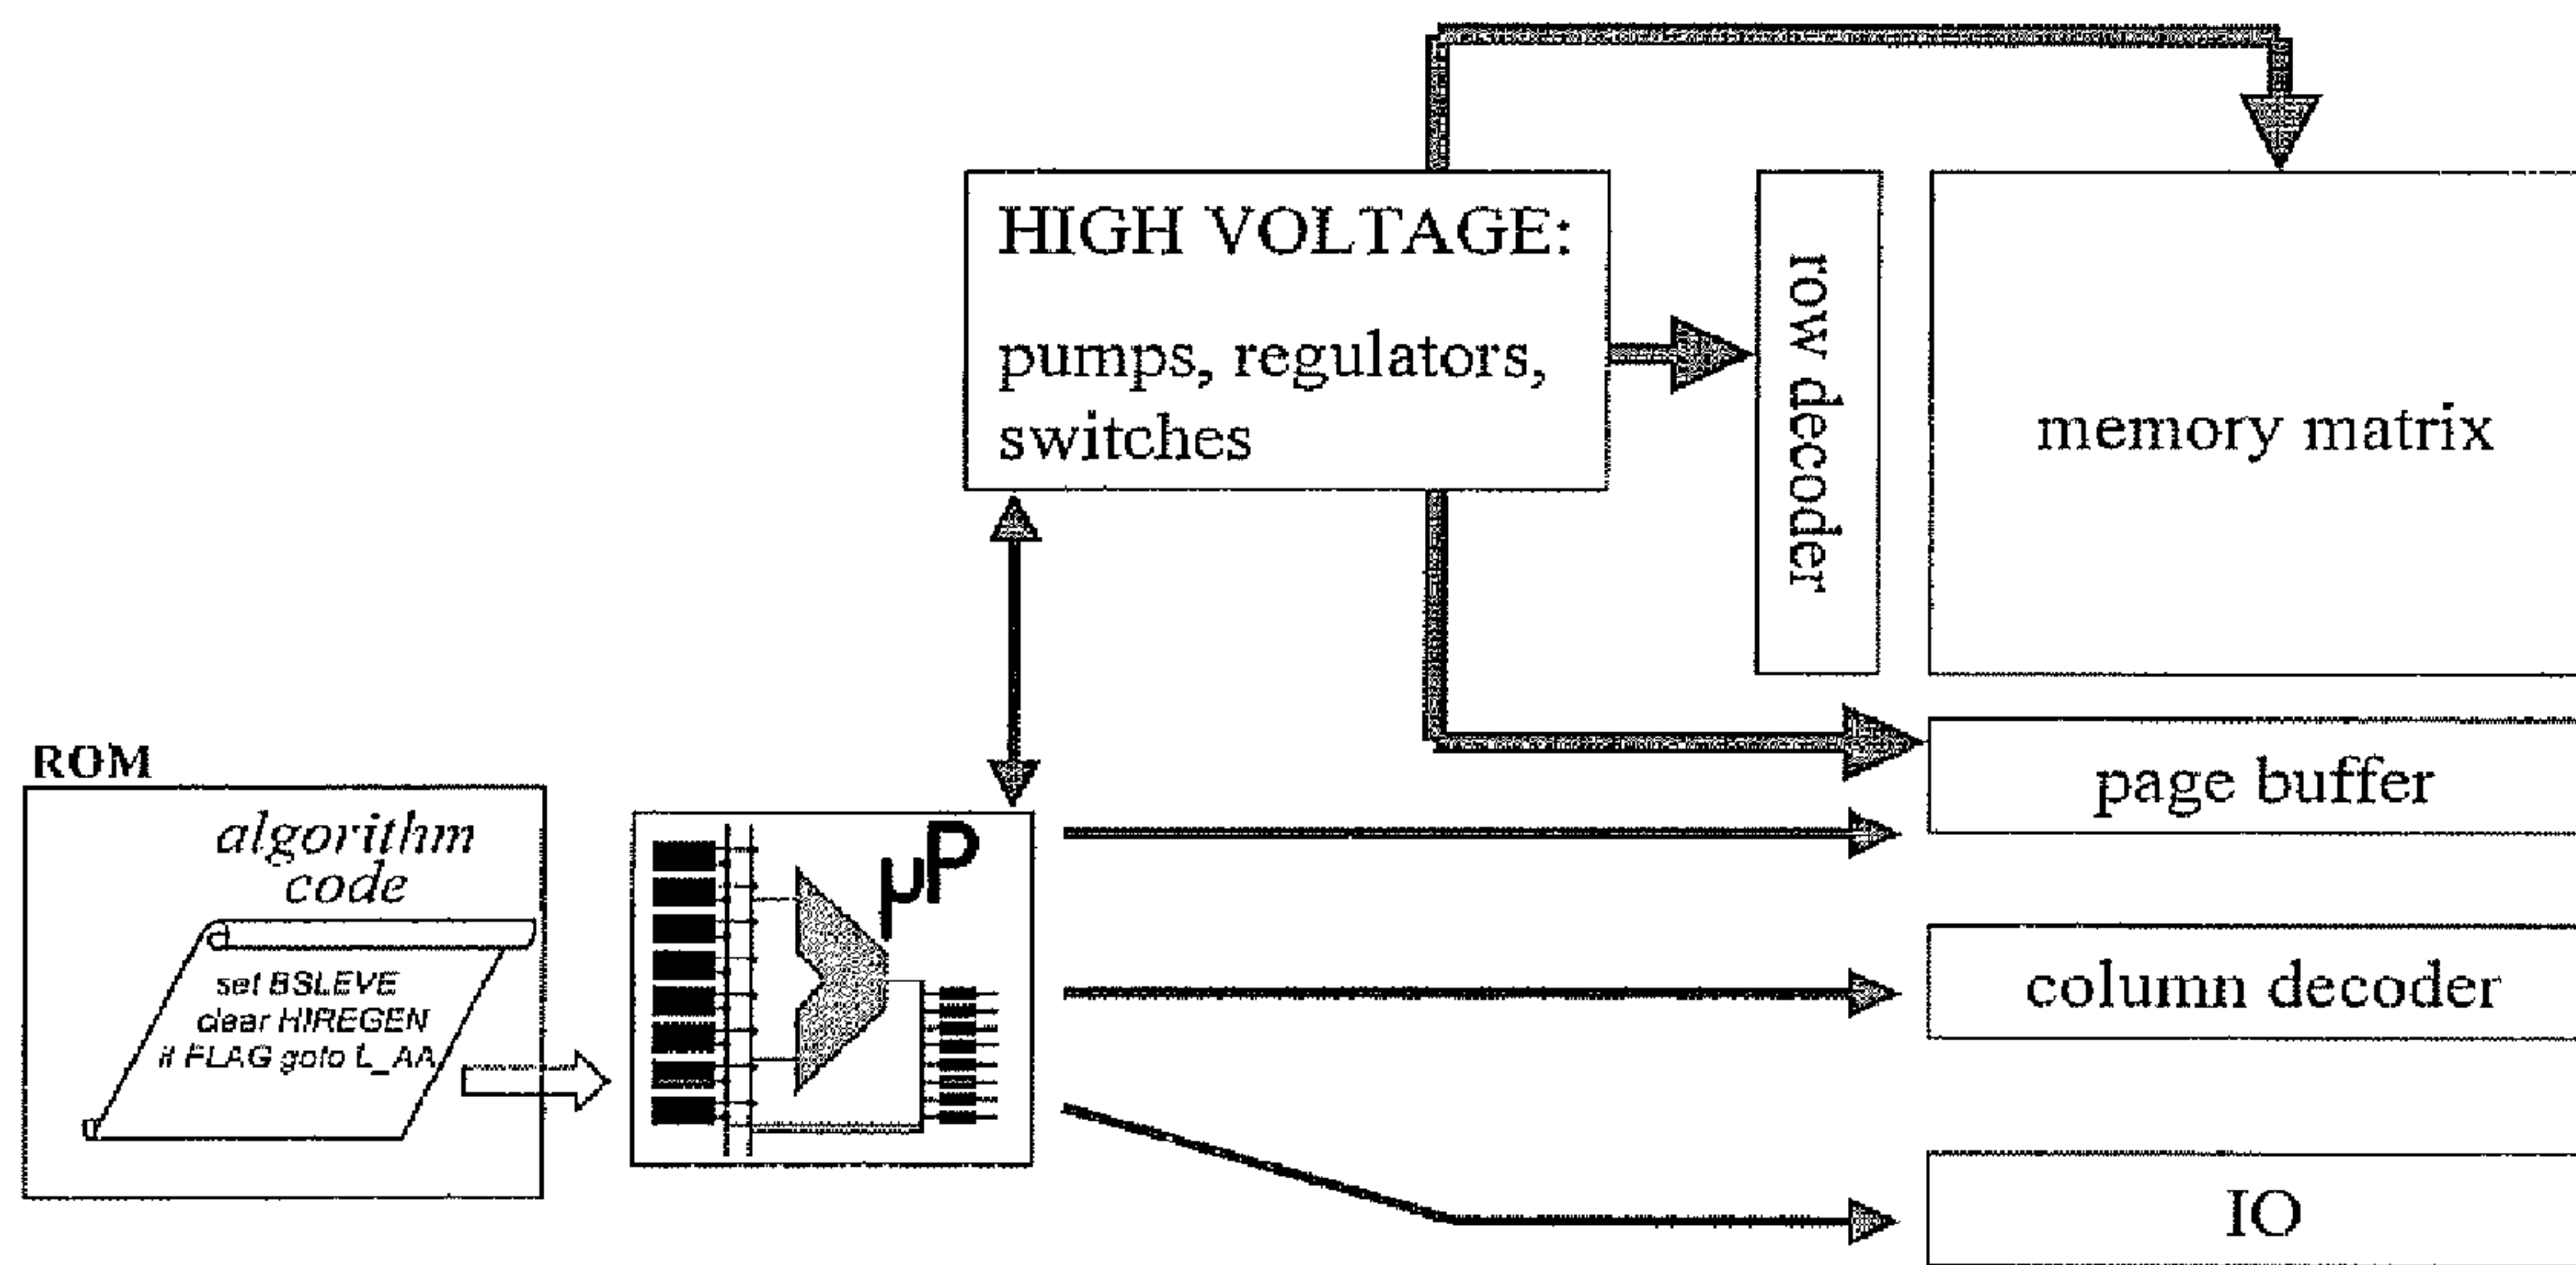 HIGH VOLTAGE:
pumps, regulators,
switches
row decoder
memory matrix
page buffer
column decoder
IO
ROM
algorithm
code
set BSLEVE
clear HIREGEN
if FLAG goto L_AA
µP